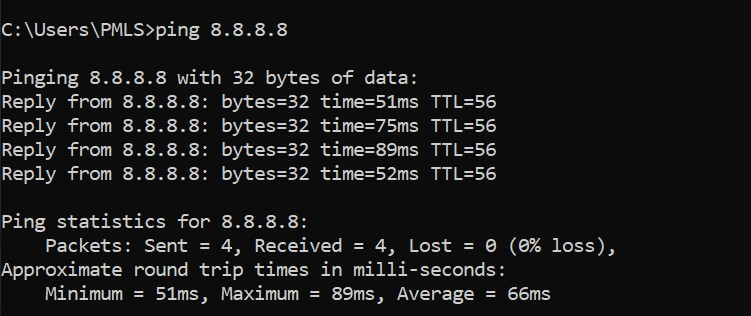 C:\Users\PMLS>ping 8.8.8.8
Pinging 8.8.8.8 with 32 bytes of data:
Reply from 8.8.8.8: bytes=32 time=51ms TTL=56
Reply from 8.8.8.8: bytes=32 time=75ms TTL=56
Reply from 8.8.8.8: bytes=32 time=89ms TTL=56
Reply from 8.8.8.8: bytes=32 time=52ms TTL=56
Ping statistics for 8.8.8.8:
    Packets: Sent = 4, Received = 4, Lost = 0 (0% loss),
Approximate round trip times in milli-seconds:
    Minimum = 51ms, Maximum = 89ms, Average = 66ms